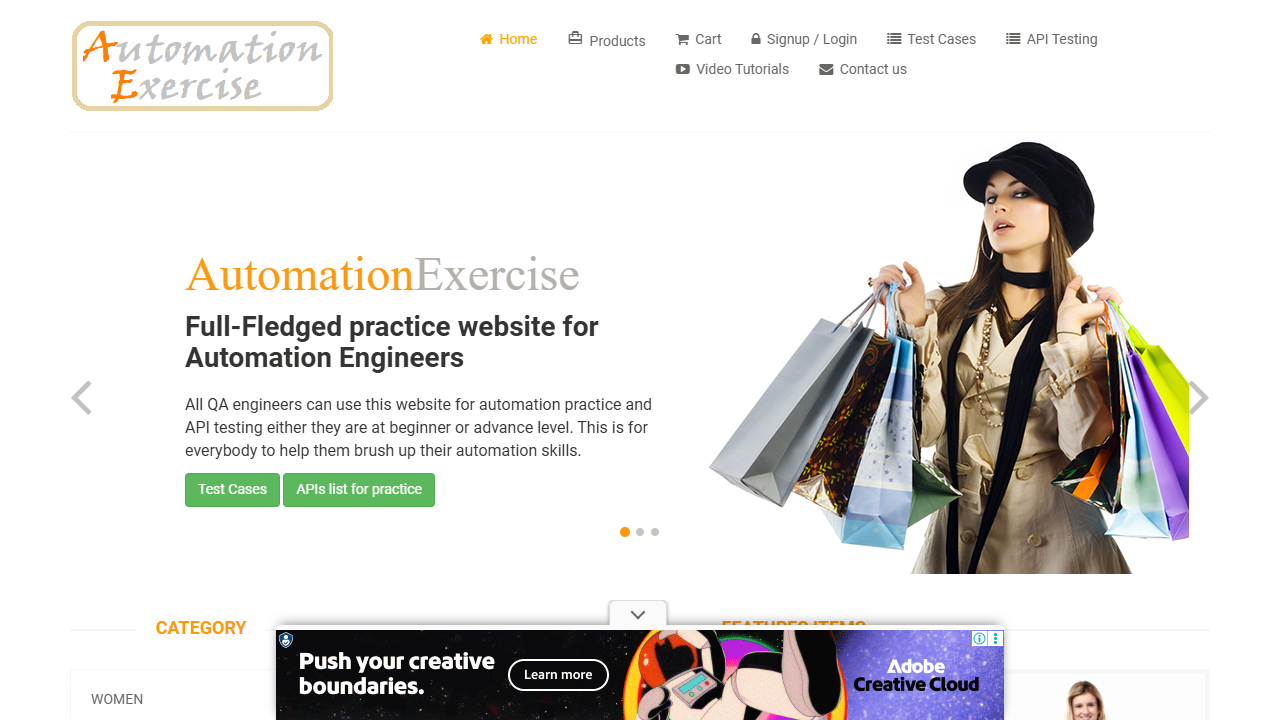 Automation
Exercise
Home Products Cart Signup / Login Test Cases API Testing
Video Tutorials Contact us
AutomationExercise
Full-Fledged practice website for
Automation Engineers
All QA engineers can use this website for automation practice and
API testing either they are at beginner or advance level. This is for
everybody to help them brush up their automation skills.
Test Cases APIs list for practice
CATEGORY
FEATURES ITEMS
WOMEN
Push your creative
boundaries.
Learn more
Adobe
Creative Cloud